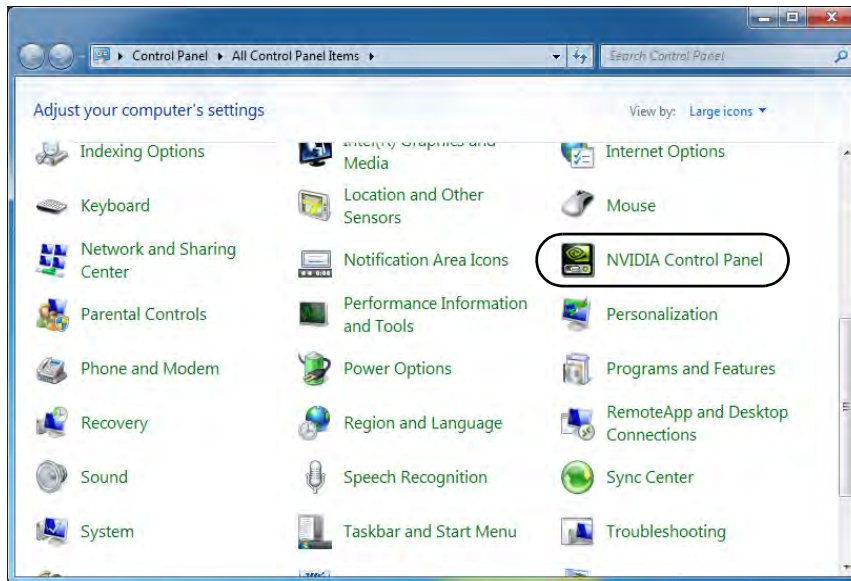 Control Panel
All Control Panel Items
Search Control Panel
Adjust your computer's settings
View by:
Large icons
Indexing Options
Intel(R) Graphics and
Media
Internet Options
Keyboard
Location and Other
Sensors
Mouse
Network and Sharing
Center
Notification Area Icons
NVIDIA Control Panel
Parental Controls
Performance Information
and Tools
Personalization
Phone and Modem
Power Options
Programs and Features
Recovery
Region and Language
RemoteApp and Desktop
Connections
Sound
Speech Recognition
Sync Center
System
Taskbar and Start Menu
Troubleshooting